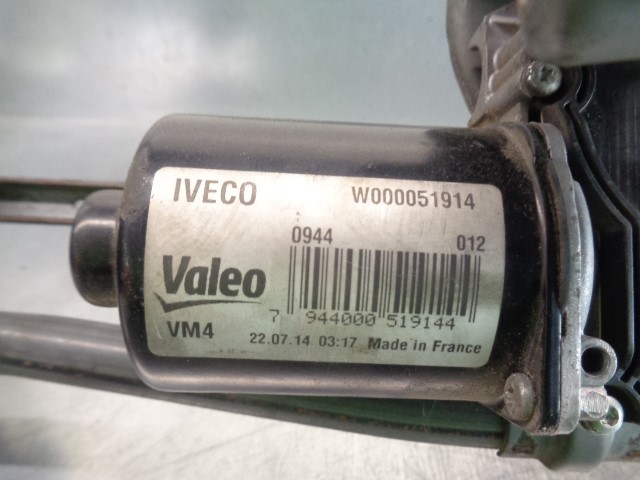 IVECO W000051914
0944 012
Valeo
7 944000 519144
VM4 22.07.14 03:17 Made in France